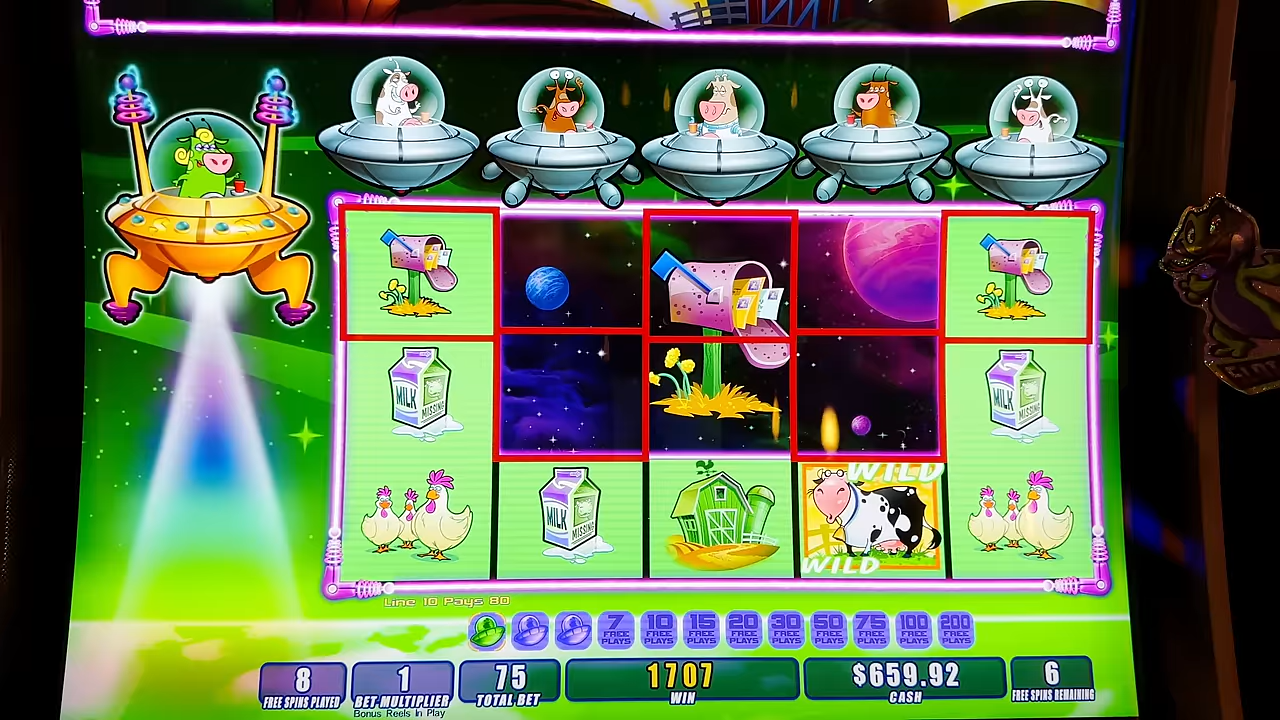 MILK
MISSING
MILK
MISSING
MILK
MISSING
WILD
WILD
Line 10 Pays 80
7 FREE PLAYS
10 FREE PLAYS
15 FREE PLAYS
20 FREE PLAYS
30 FREE PLAYS
50 FREE PLAYS
75 FREE PLAYS
100 FREE PLAYS
200 FREE PLAYS
8
FREE SPINS PLAYED
1
BET MULTIPLIER
75
TOTAL BET
1707
WIN
$659.92
CASH
6
FREE SPINS REMAINING
Bonus Reels In Play